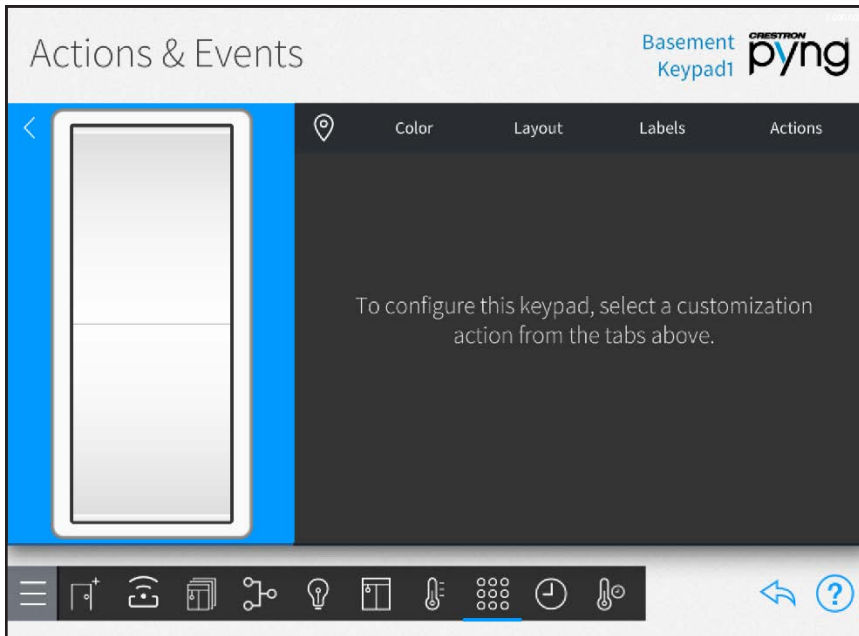 Actions & Events
Basement
Keypad1
CRESTRON
pyng
Color
Layout
Labels
Actions
To configure this keypad, select a customization
action from the tabs above.
?